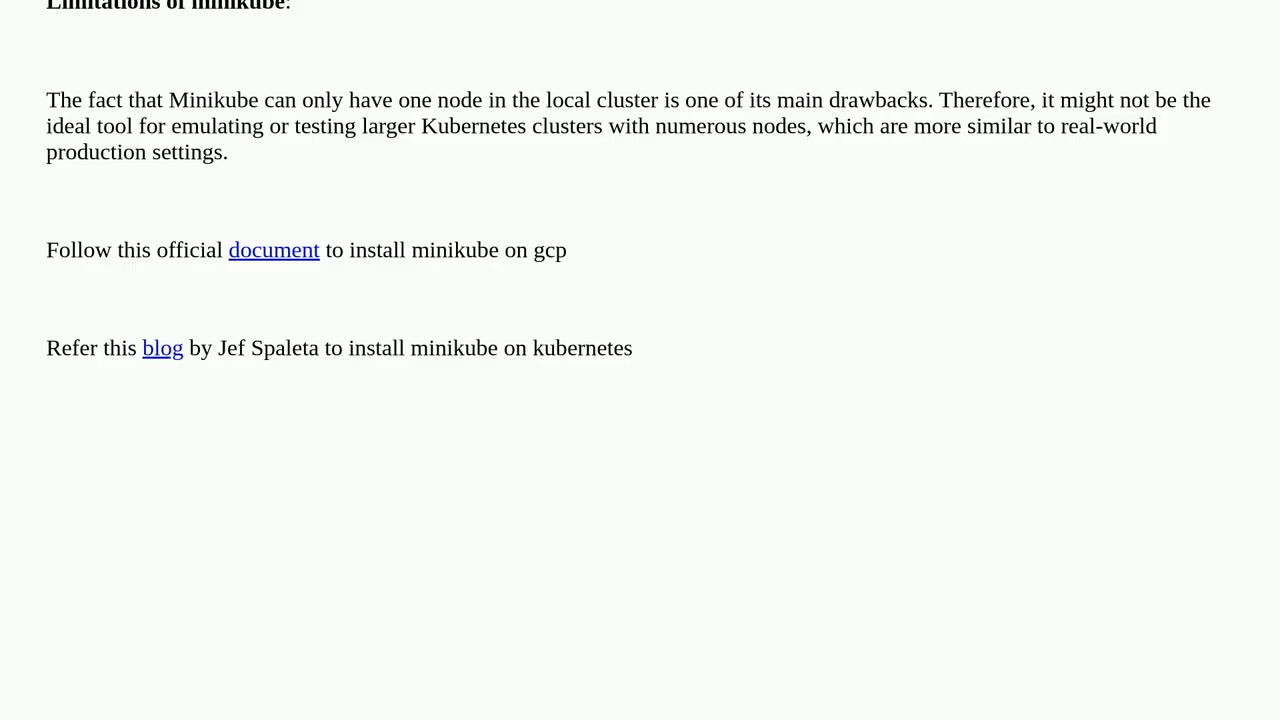 Limitations of minikube:
The fact that Minikube can only have one node in the local cluster is one of its main drawbacks. Therefore, it might not be the
ideal tool for emulating or testing larger Kubernetes clusters with numerous nodes, which are more similar to real-world
production settings.
Follow this official document to install minikube on gcp
Refer this blog by Jef Spaleta to install minikube on kubernetes